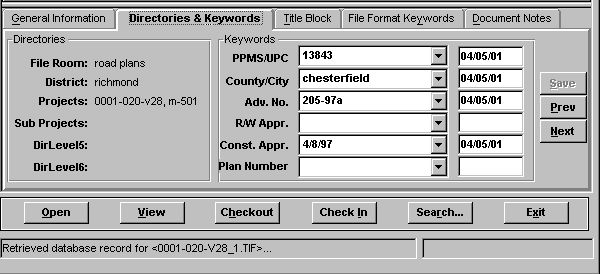 General Information Directories & Keywords Title Block File Format Keywords Document Notes
Directories
File Room: road plans
District: richmond
Projects: 0001-020-v28, m-501
Sub Projects:
DirLevel5:
DirLevel6:
Keywords
PPMS/UPC 13843 04/05/01
County/City chesterfield 04/05/01
Adv. No. 205-97a 04/05/01
R/W Appr.
Const. Appr. 4/8/97 04/05/01
Plan Number
Save
Prev
Next
Open View Checkout Check In Search... Exit
Retrieved database record for <0001-020-V28_1.TIF>...